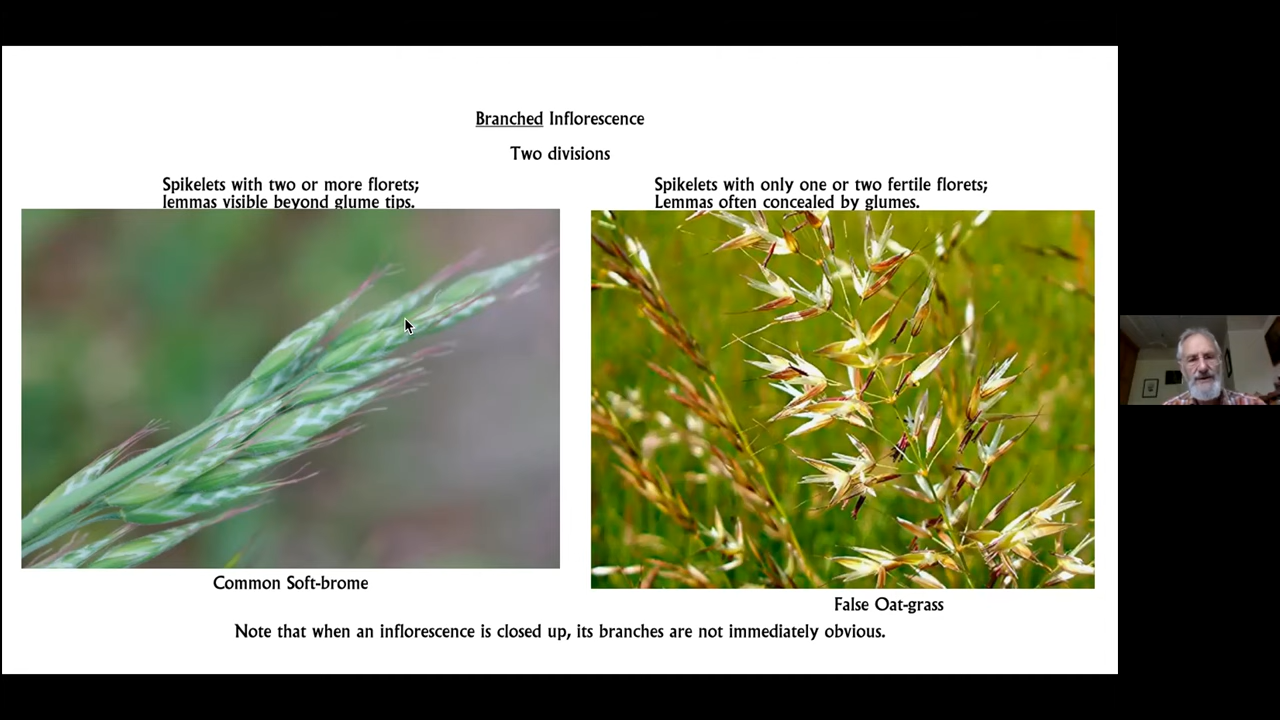 Branched Inflorescence
Two divisions
Spikelets with two or more florets;
lemmas visible beyond glume tips.
Spikelets with only one or two fertile florets;
Lemmas often concealed by glumes.
Common Soft-brome
False Oat-grass
Note that when an inflorescence is closed up, its branches are not immediately obvious.